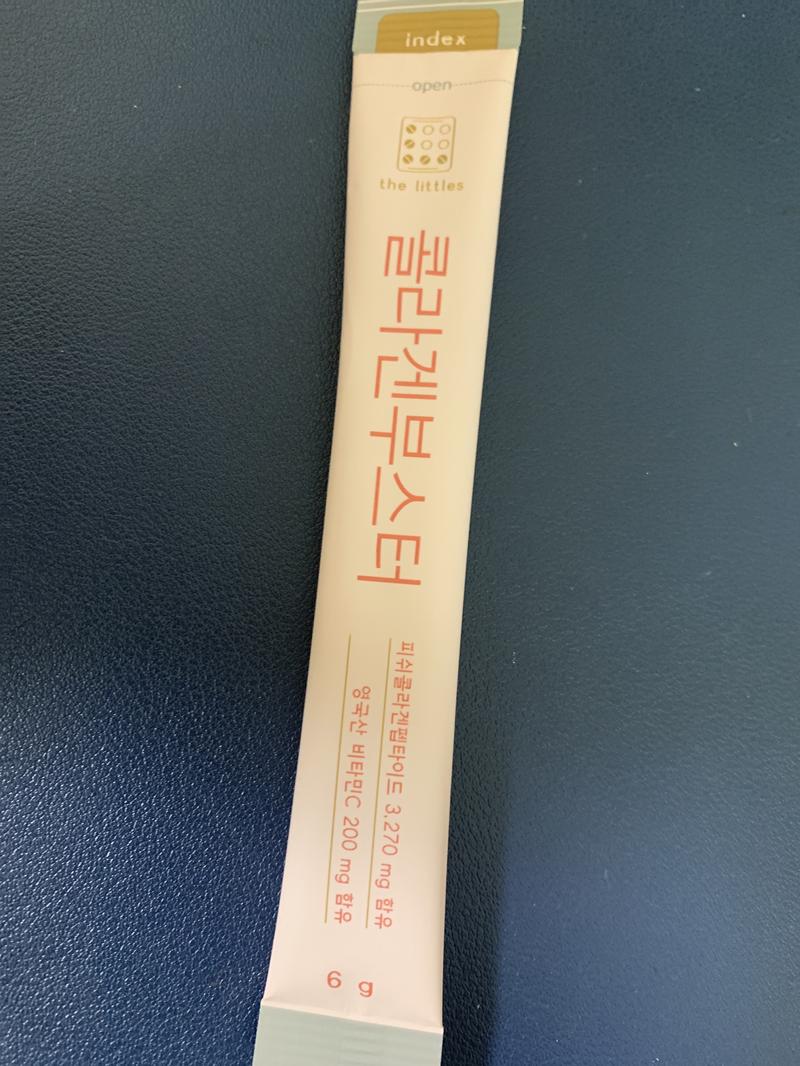 index
open
the littles
콜라겐부스터
피쉬콜라겐펩타이드 3,270 mg 함유
영국산 비타민C 200 mg 함유
6 g